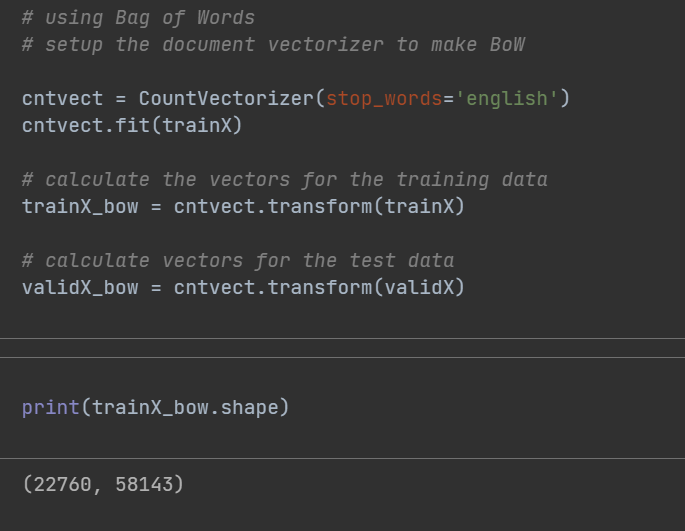 # using Bag of Words
# setup the document vectorizer to make BoW
cntvect = CountVectorizer(stop_words='english')
cntvect.fit(trainX)
# calculate the vectors for the training data
trainX_bow = cntvect.transform(trainX)
# calculate vectors for the test data
validX_bow = cntvect.transform(validX)
print(trainX_bow.shape)
(22760, 58143)